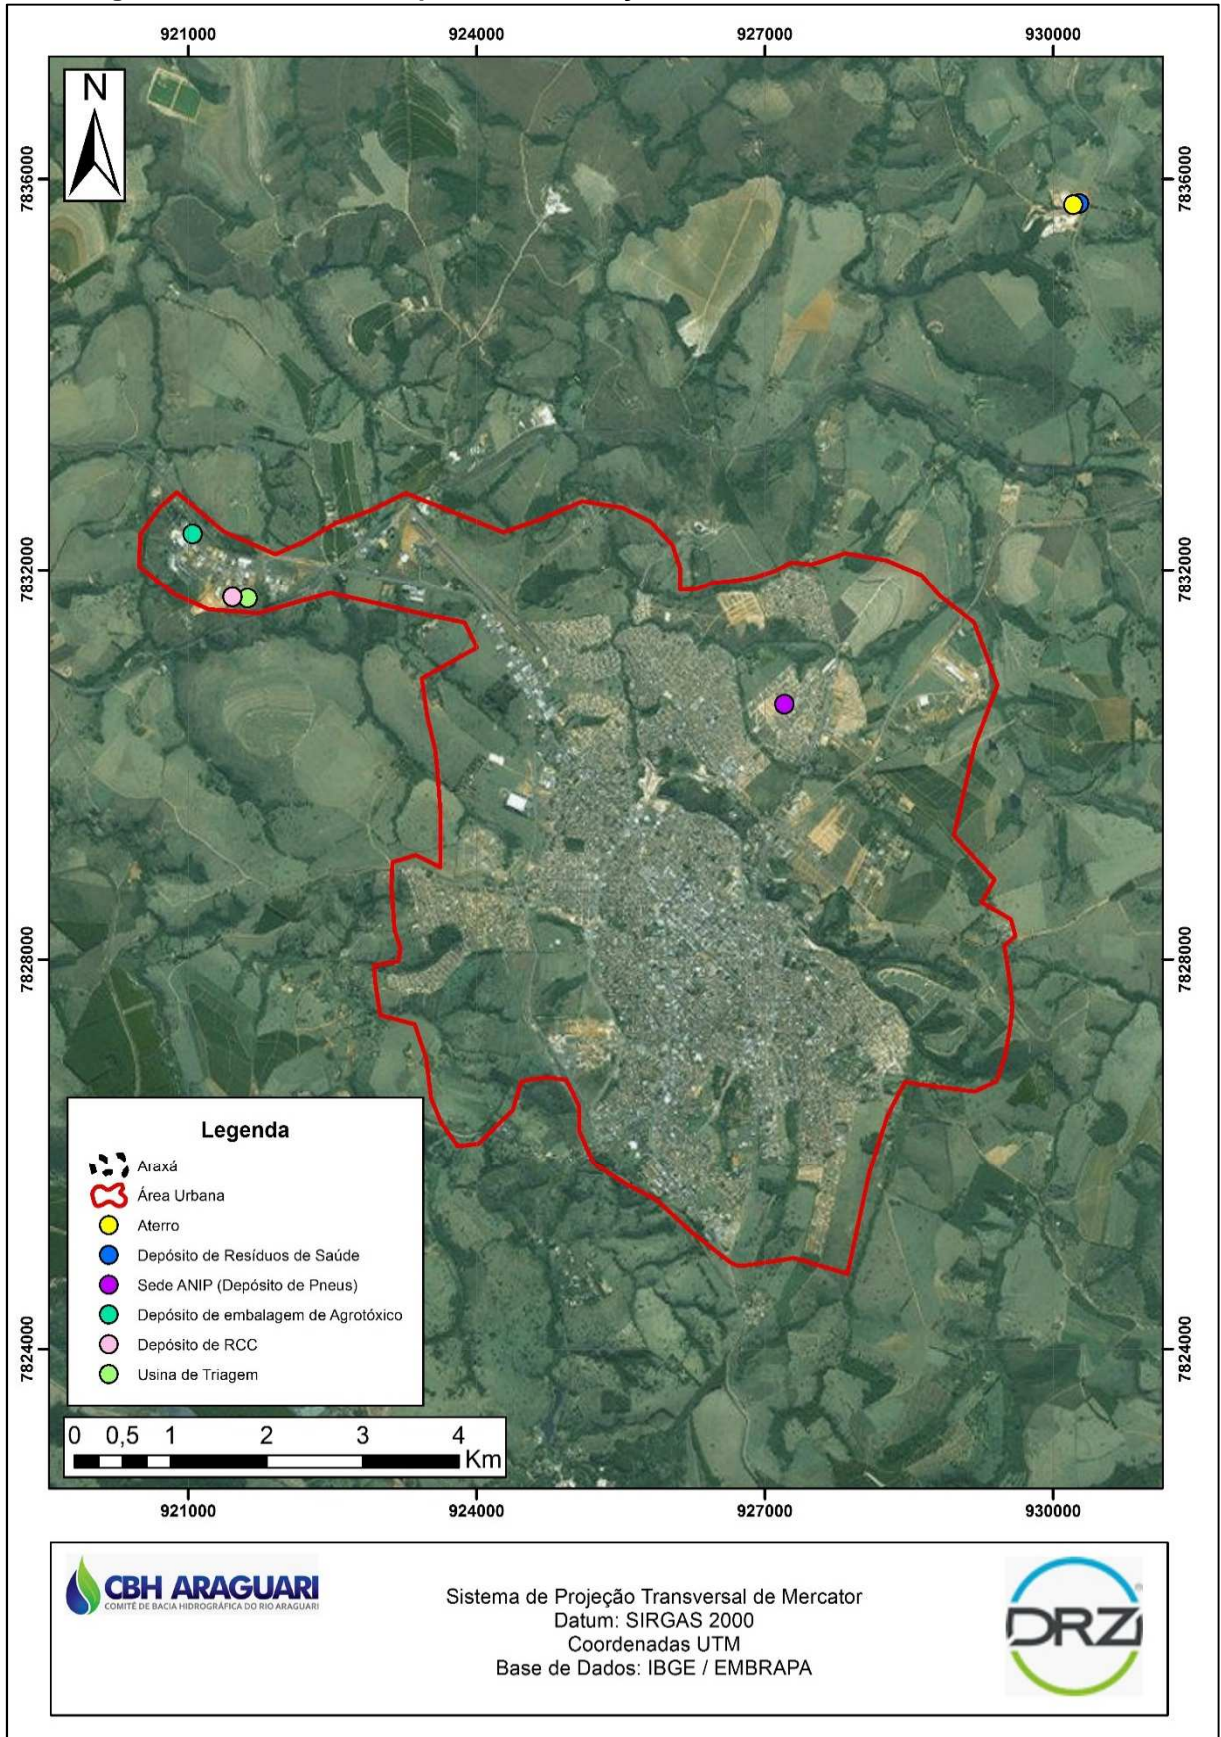 921000 924000 927000 930000
N
7836000 7836000
7832000 7832000
7828000 7828000
7824000 7824000
Legenda
Araxá
Área Urbana
Aterro
Depósito de Resíduos de Saúde
Sede ANIP (Depósito de Pneus)
Depósito de embalagem de Agrotóxico
Depósito de RCC
Usina de Triagem
0 0,5 1 2 3 4
Km
921000 924000 927000 930000
CBH ARAGUARI
COMITÊ DE BACIA HIDROGRÁFICA DO RIO ARAGUARI
Sistema de Projeção Transversal de Mercator
Datum: SIRGAS 2000
Coordenadas UTM
Base de Dados: IBGE / EMBRAPA
DRZ
®